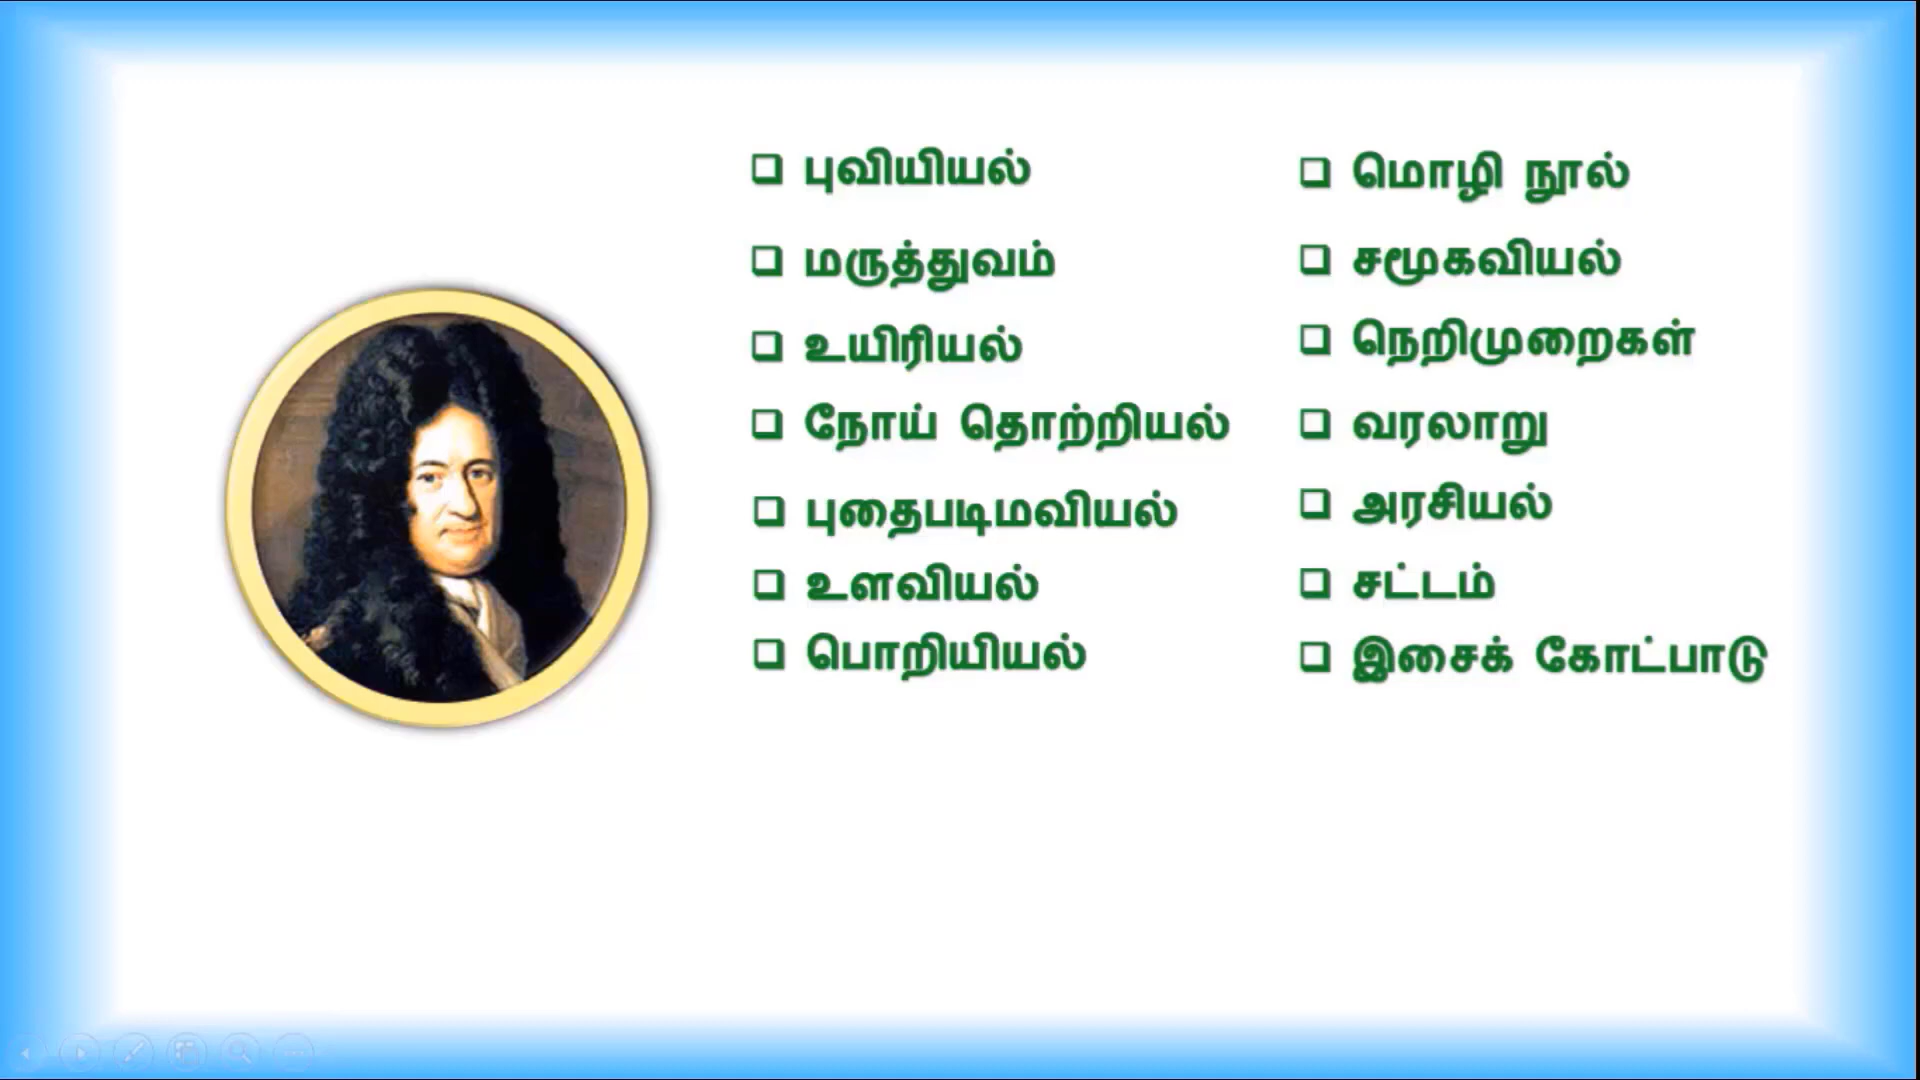 புவியியல்
மருத்துவம்
உயிரியல்
நோய் தொற்றியல்
புதைபடிமவியல்
உளவியல்
பொறியியல்
மொழி நூல்
சமூகவியல்
நெறிமுறைகள்
வரலாறு
அரசியல்
சட்டம்
இசைக் கோட்பாடு